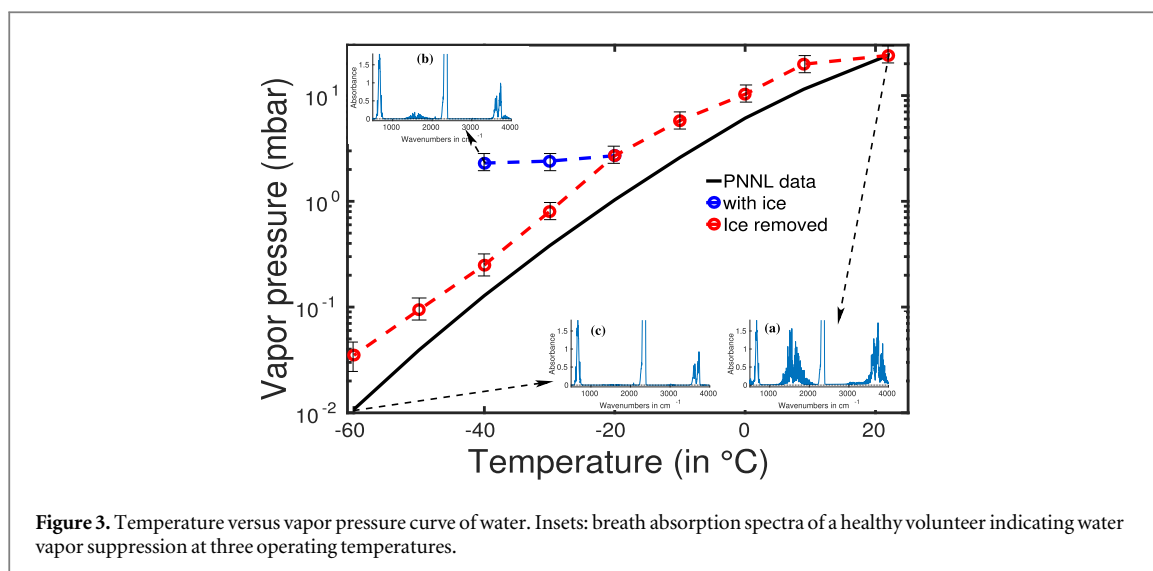 Vapor pressure (mbar)
10^1
10^0
10^-1
10^-2
-60 -40 -20 0 20
Temperature (in °C)
PNNL data
with ice
Ice removed
(b)
Absorbance
1.5
1
0.5
0
1000 2000 3000 4000
Wavenumbers in cm^-1
(c)
Absorbance
1.5
1
0.5
0
1000 2000 3000 4000
Wavenumbers in cm^-1
(a)
Absorbance
1.5
1
0.5
0
1000 2000 3000 4000
Wavenumbers in cm^-1
Figure 3. Temperature versus vapor pressure curve of water. Insets: breath absorption spectra of a healthy volunteer indicating water
vapor suppression at three operating temperatures.